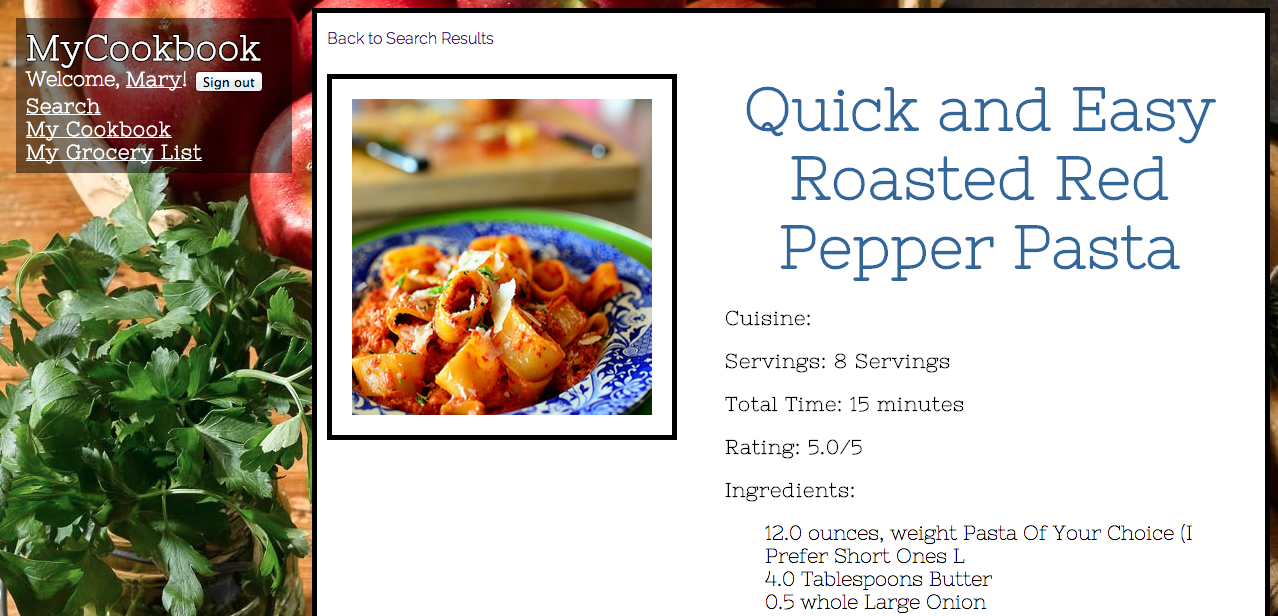 MyCookbook
Welcome, Mary! Sign out
Search
My Cookbook
My Grocery List
Back to Search Results
Quick and Easy
Roasted Red
Pepper Pasta
Cuisine:
Servings: 8 Servings
Total Time: 15 minutes
Rating: 5.0/5
Ingredients:
12.0 ounces, weight Pasta Of Your Choice (I
Prefer Short Ones L
4.0 Tablespoons Butter
0.5 whole Large Onion